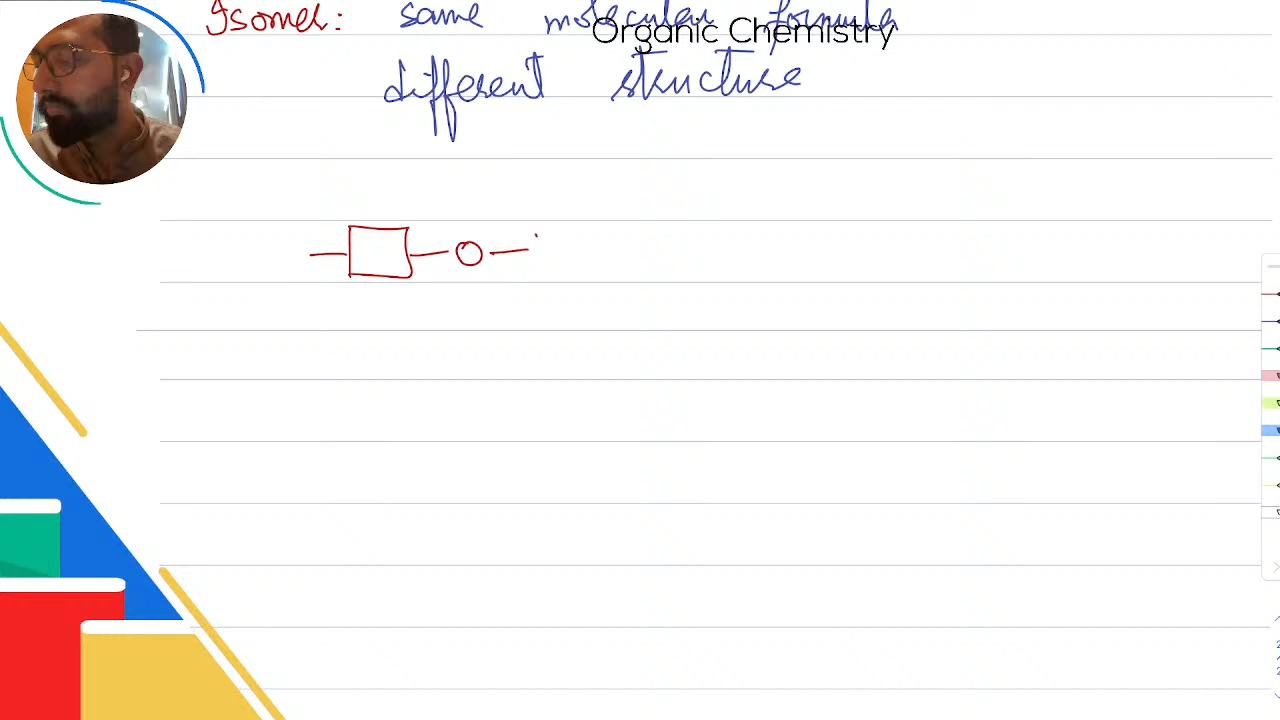 Organic Chemistry
Isomer: same molecular formula
different structure